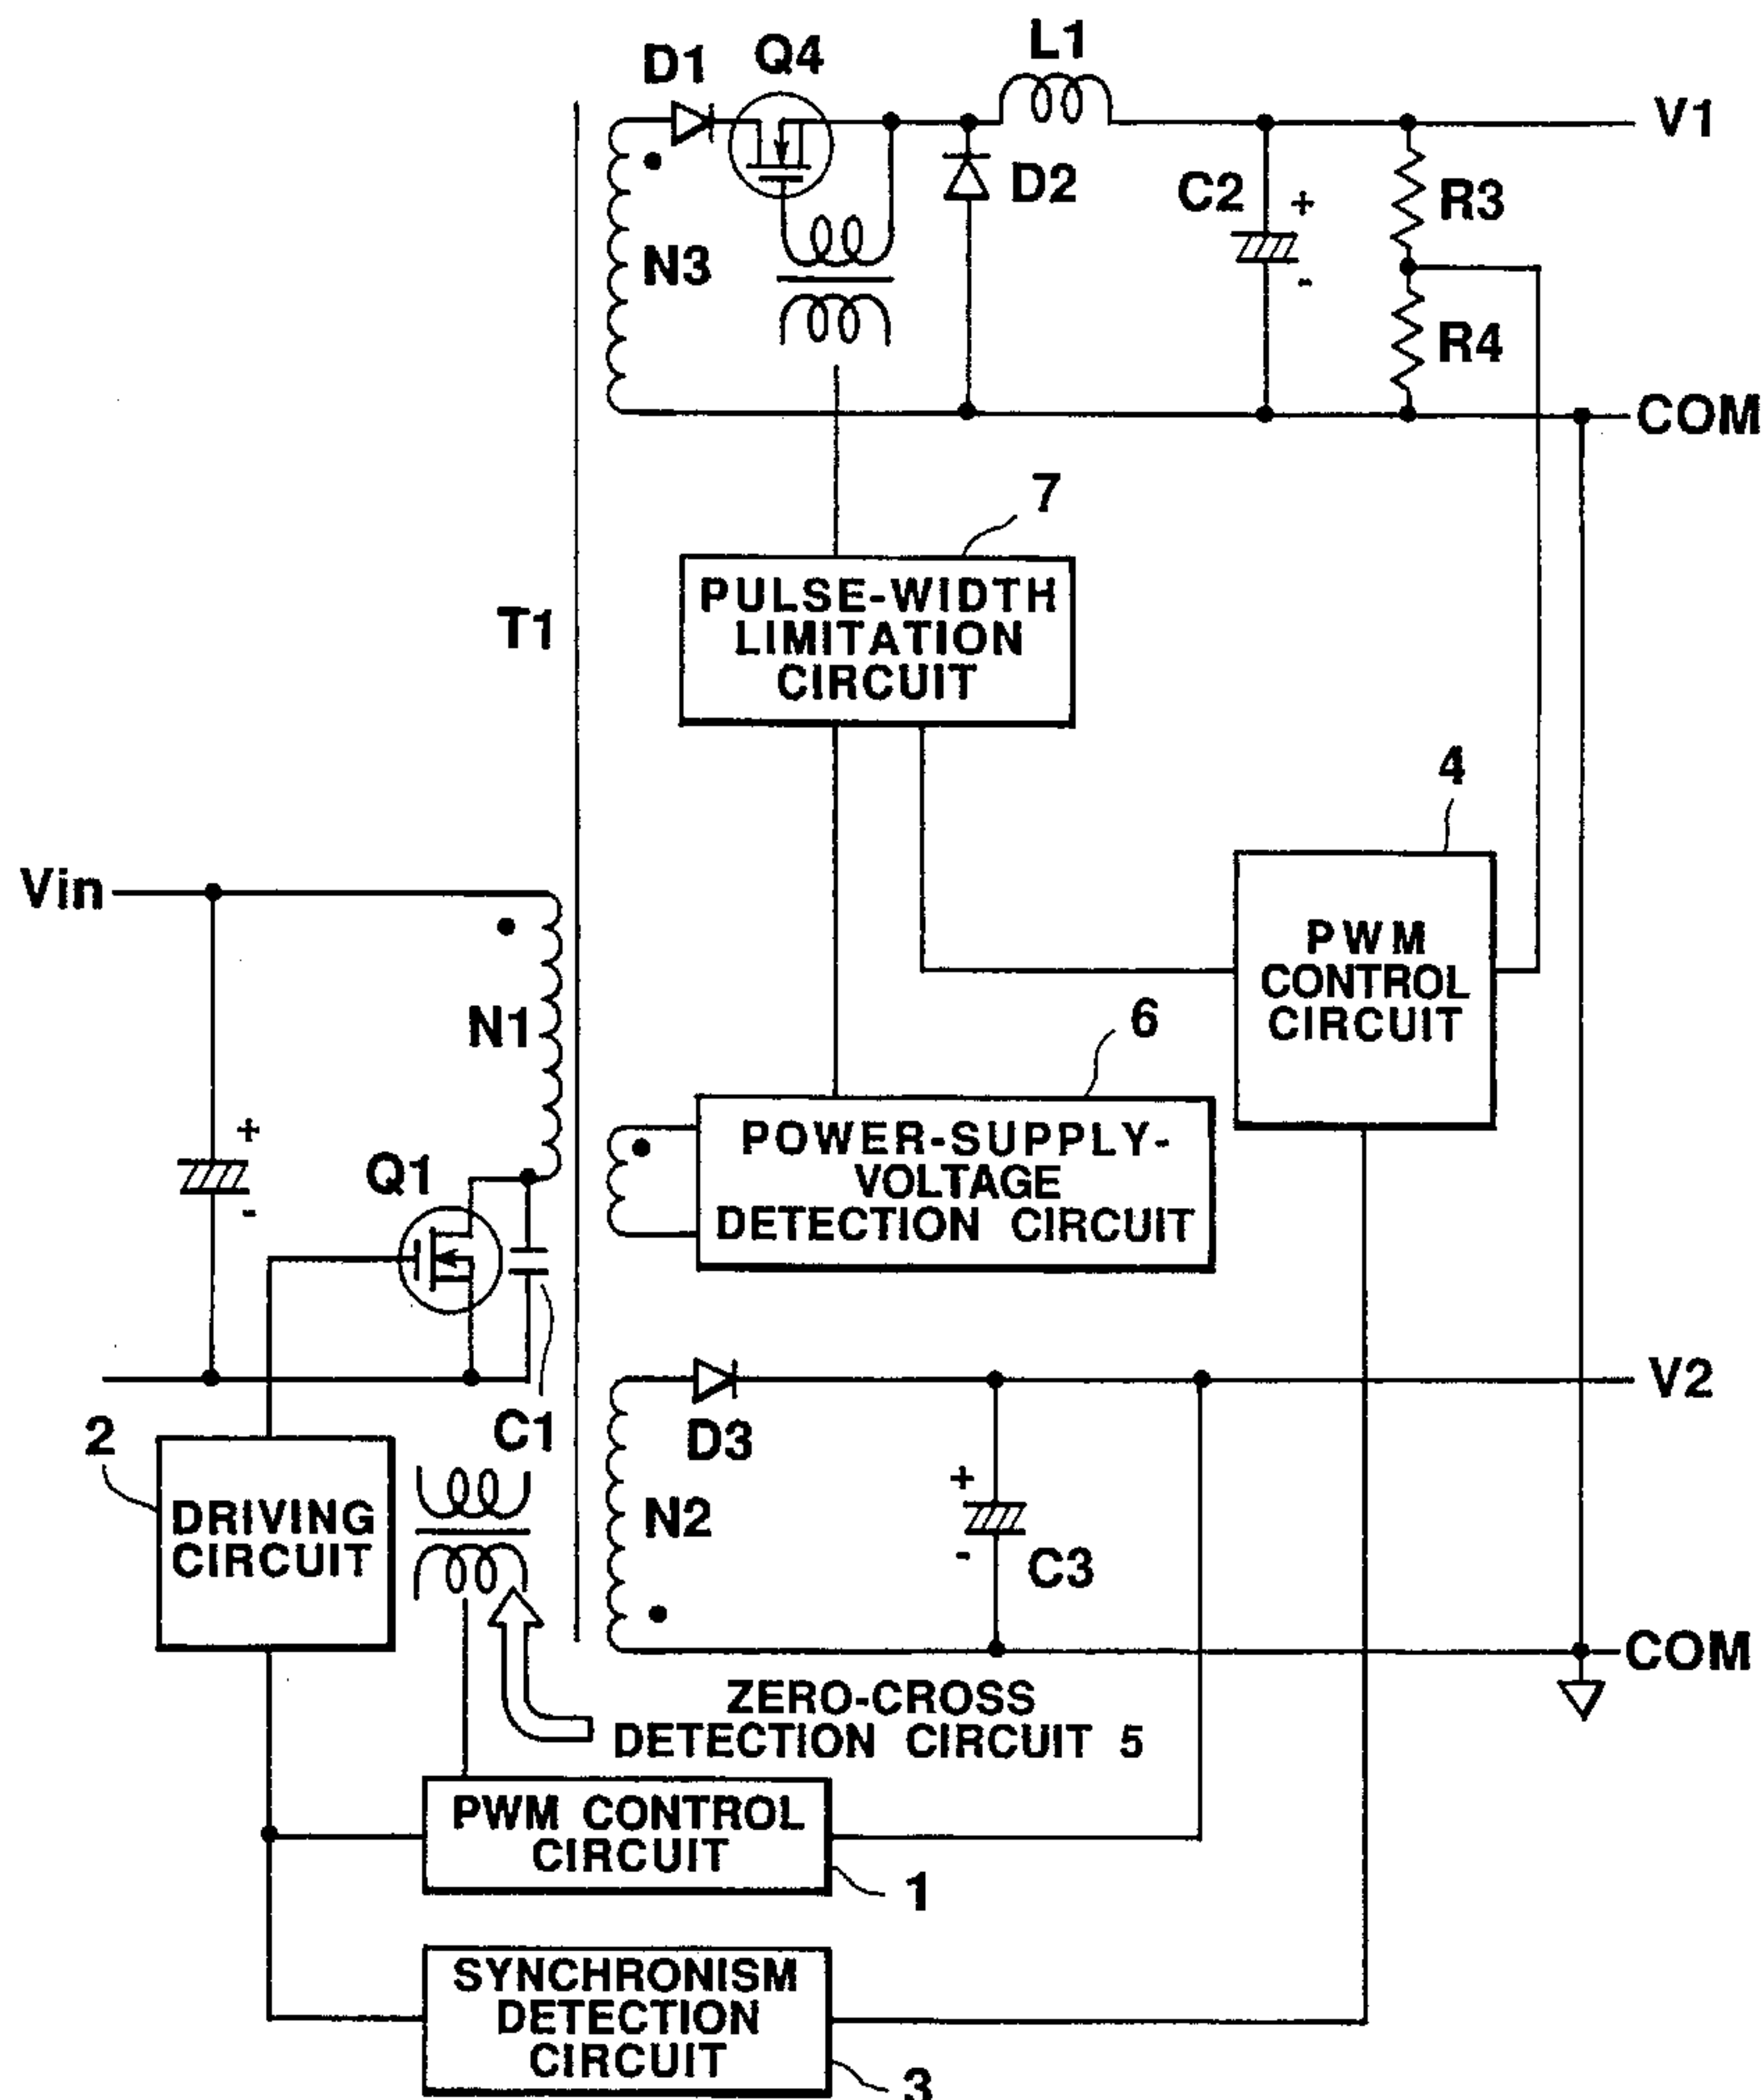 L1
D1 Q4
V1
D2
C2
+
R3
N3
-
R4
COM
7
PULSE-WIDTH
LIMITATION
CIRCUIT
T1
4
Vin
PWM
CONTROL
CIRCUIT
N1
6
+
POWER-SUPPLY-
VOLTAGE
DETECTION CIRCUIT
Q1
-
V2
2
C1
D3
+
DRIVING
CIRCUIT
N2
-
C3
COM
ZERO-CROSS
DETECTION CIRCUIT 5
PWM CONTROL
CIRCUIT
1
SYNCHRONISM
DETECTION
CIRCUIT
3